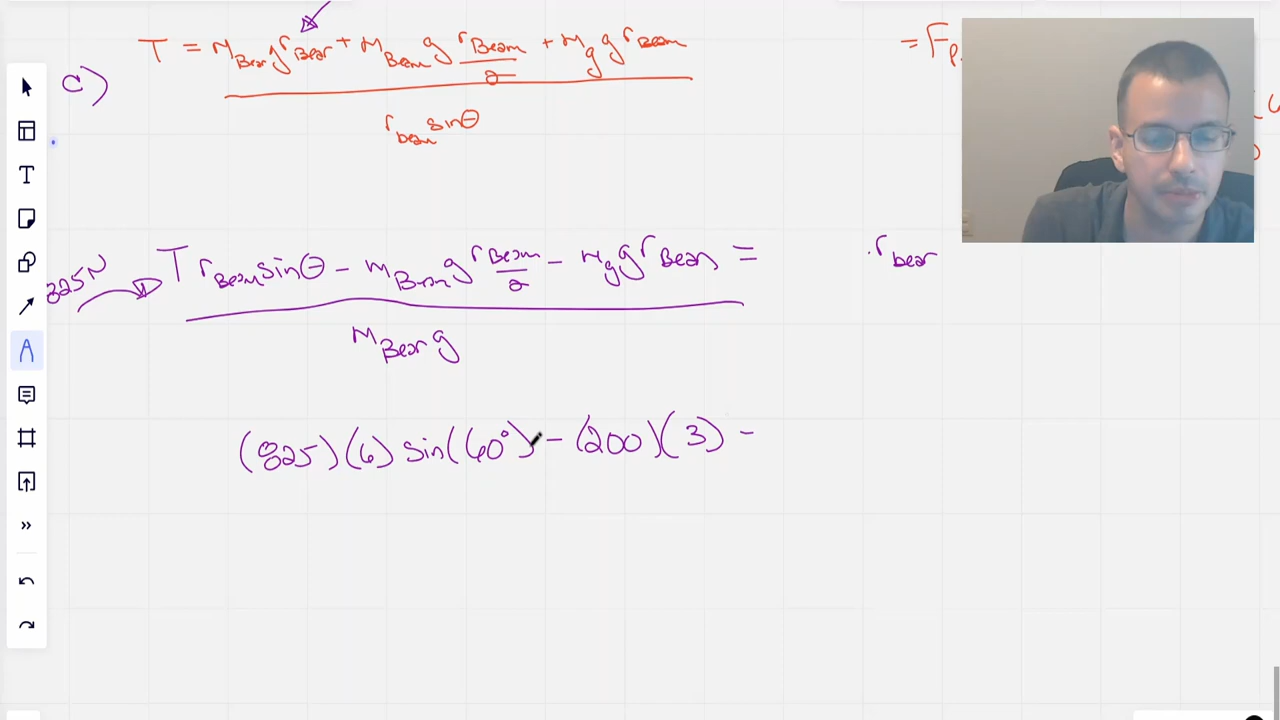 T = m_Bear g r_Bear + m_Beam g r_Beam/2 + m_g g r_Beam = F_p
C)
r_beam sinθ
825N T r_Beam sinθ - m_Beam g r_Beam/2 - m_g g r_Beam = r_bear
m_Bear g
(825)(6) sin(60°) - (200)(3) -